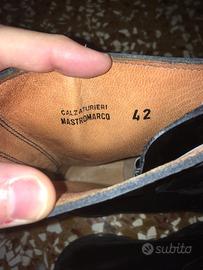 CALZATURIERI
MASTROMARCO
42
subito